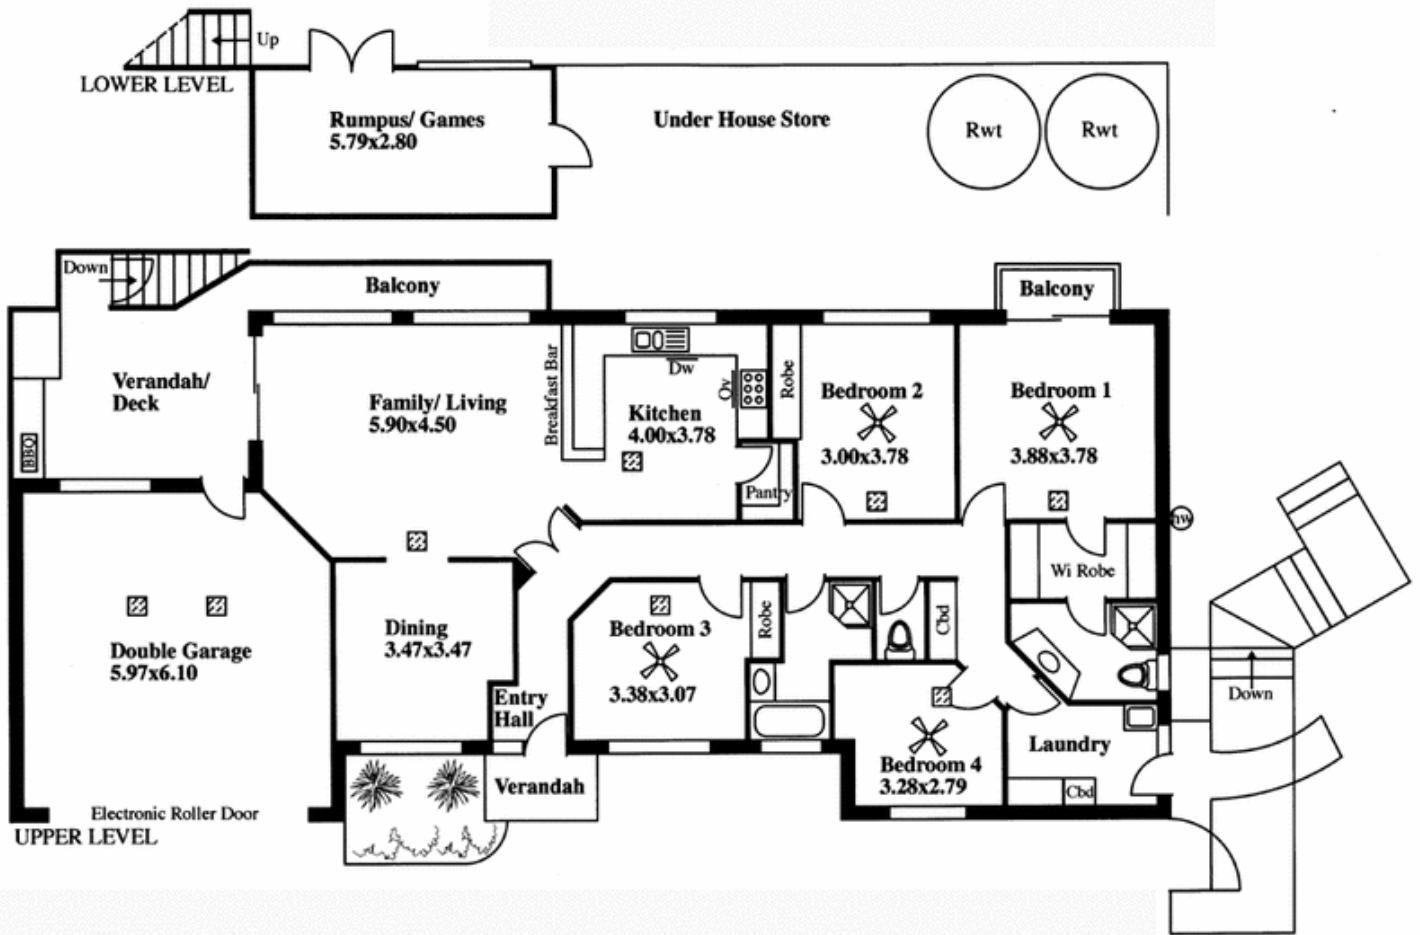 Up
LOWER LEVEL
Rumpus/ Games
5.79x2.80
Under House Store
Rwt
Rwt
Down
Balcony
Balcony
Verandah/
Deck
BBQ
Family/ Living
5.90x4.50
Breakfast Bar
Dw
Ov
Kitchen
4.00x3.78
Pantry
Robe
Bedroom 2
3.00x3.78
Bedroom 1
3.88x3.78
hw
Wi Robe
Double Garage
5.97x6.10
Dining
3.47x3.47
Bedroom 3
3.38x3.07
Robe
Cbd
Entry
Hall
Down
Laundry
Bedroom 4
3.28x2.79
Cbd
Verandah
Electronic Roller Door
UPPER LEVEL